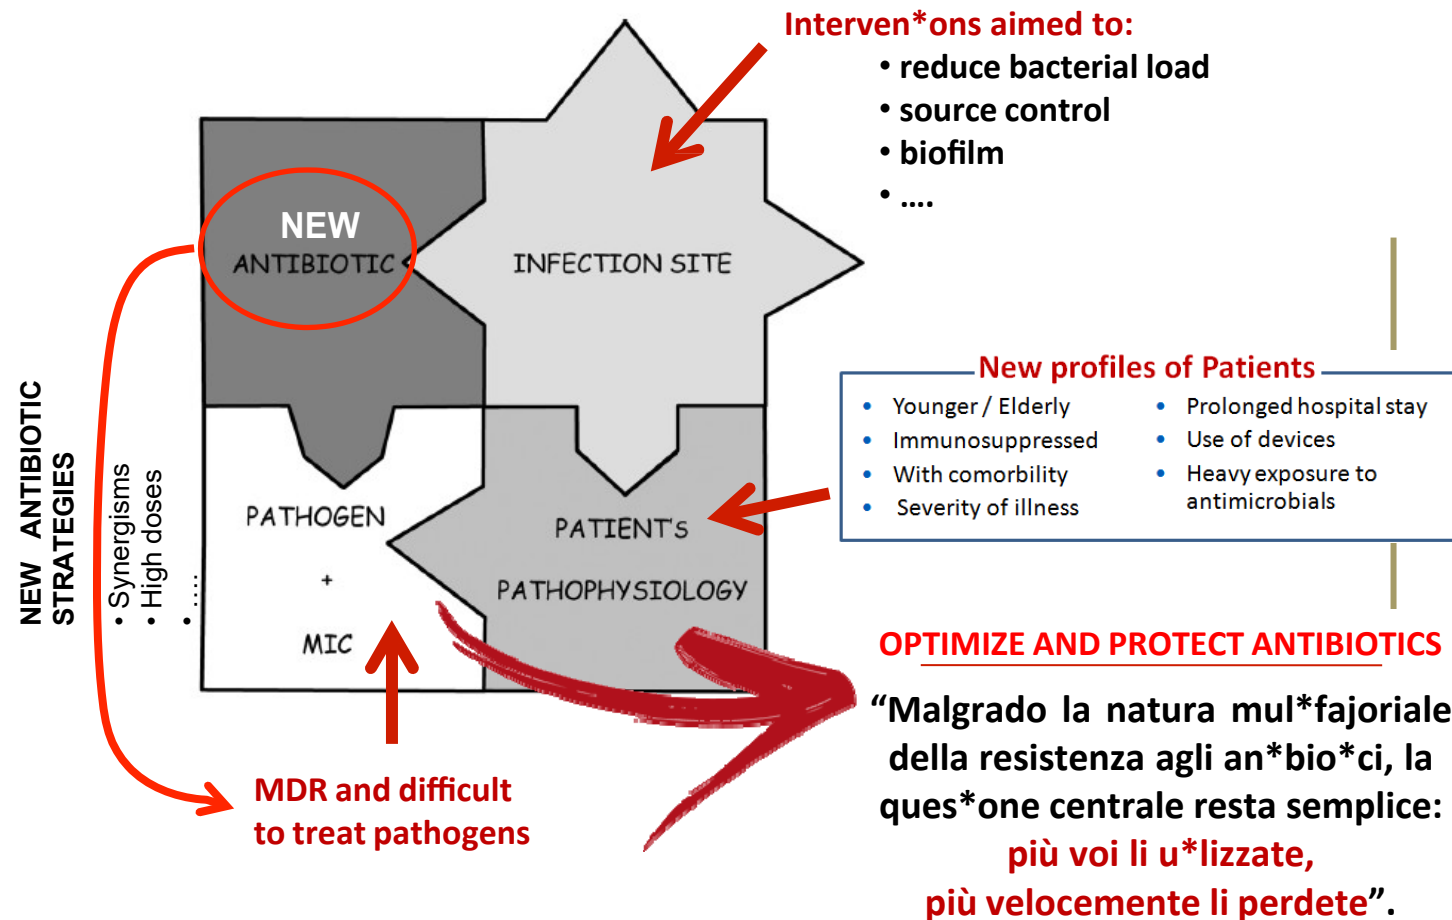 Interven*ons aimed to:
• reduce bacterial load
• source control
• biofilm
• ....
NEW
ANTIBIOTIC
INFECTION SITE
NEW ANTIBIOTIC
STRATEGIES
• Synergisms
• High doses
• ....
PATHOGEN
+
MIC
PATIENT's
PATHOPHYSIOLOGY
New profiles of Patients
• Younger / Elderly
• Immunosuppressed
• With comorbility
• Severity of illness
• Prolonged hospital stay
• Use of devices
• Heavy exposure to
antimicrobials
MDR and difficult
to treat pathogens
OPTIMIZE AND PROTECT ANTIBIOTICS
“Malgrado la natura mul*fajoriale
della resistenza agli an*bio*ci, la
ques*one centrale resta semplice:
più voi li u*lizzate,
più velocemente li perdete”.